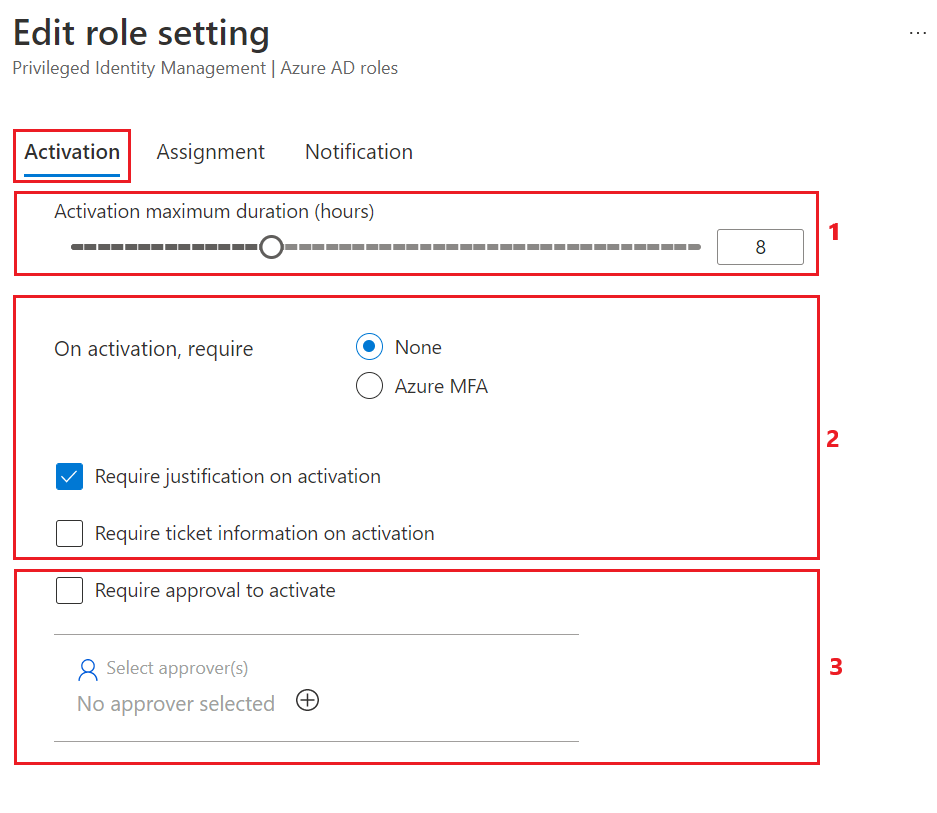 Edit role setting
...
Privileged Identity Management | Azure AD roles
Activation Assignment Notification
Activation maximum duration (hours)
8
1
On activation, require
None
Azure MFA
2
Require justification on activation
Require ticket information on activation
Require approval to activate
Select approver(s)
3
No approver selected